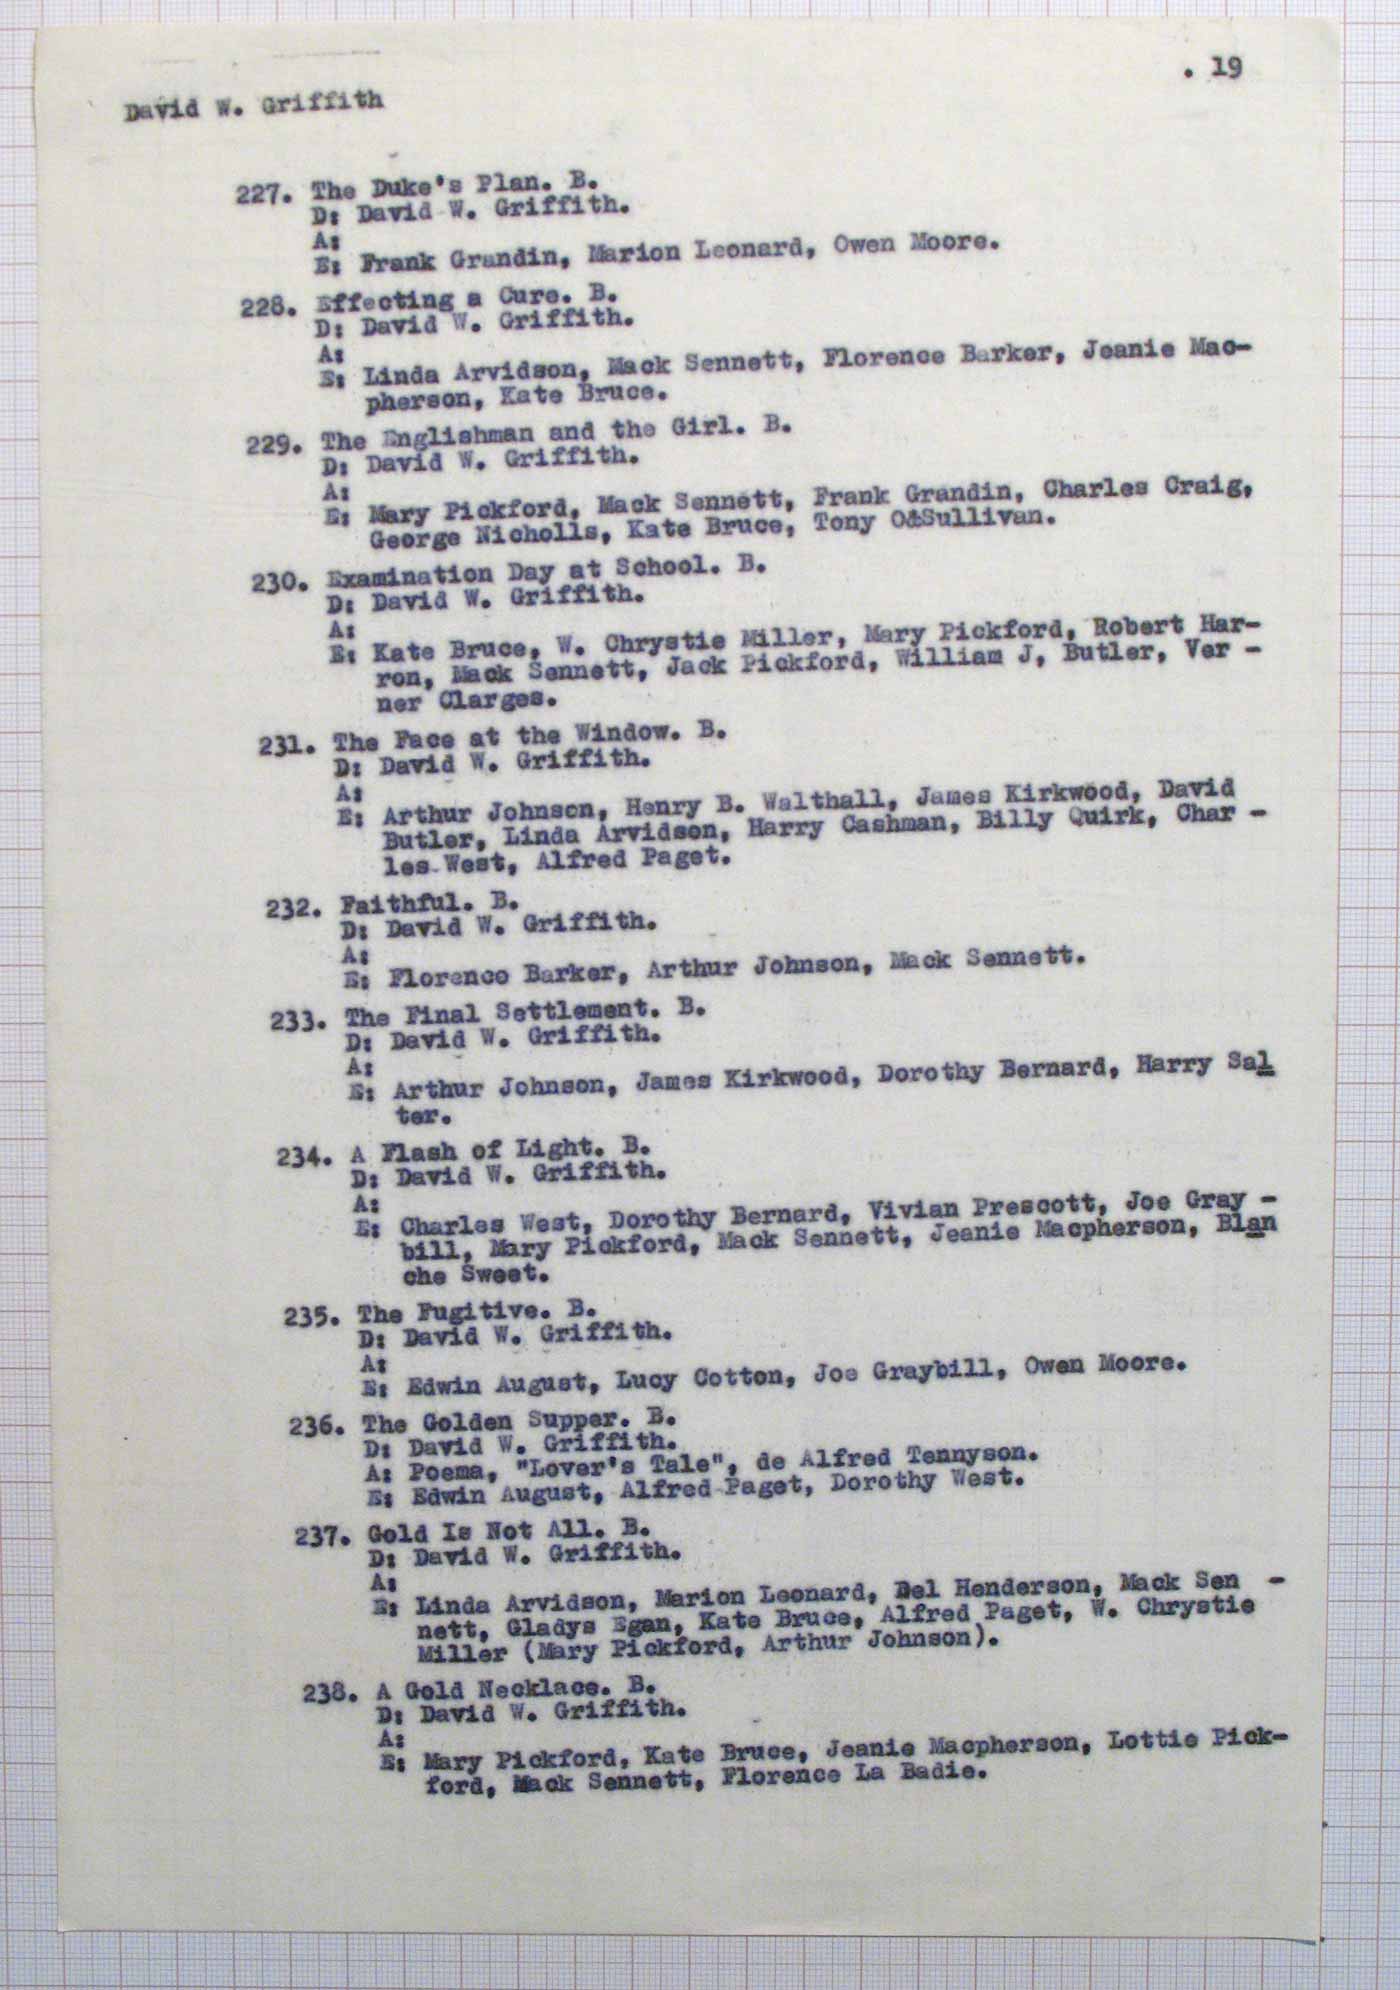 . 19
David W. Griffith
227. The Duke's Plan. B.
D: David W. Griffith.
A:
E: Frank Grandin, Marion Leonard, Owen Moore.
228. Effecting a Cure. B.
D: David W. Griffith.
A:
E: Linda Arvidson, Mack Sennett, Florence Barker, Jeanie Mac-
pherson, Kate Bruce.
229. The Englishman and the Girl. B.
D: David W. Griffith.
A:
E: Mary Pickford, Mack Sennett, Frank Grandin, Charles Craig,
George Nicholls, Kate Bruce, Tony O&Sullivan.
230. Examination Day at School. B.
D: David W. Griffith.
A:
E: Kate Bruce, W. Chrystie Miller, Mary Pickford, Robert Har-
ron, Mack Sennett, Jack Pickford, William J, Butler, Ver -
ner Clarges.
231. The Face at the Window. B.
D: David W. Griffith.
A:
E: Arthur Johnson, Henry B. Walthall, James Kirkwood, David
Butler, Linda Arvidson, Harry Cashman, Billy Quirk, Char -
les West, Alfred Paget.
232. Faithful. B.
D: David W. Griffith.
A:
E: Florence Barker, Arthur Johnson, Mack Sennett.
233. The Final Settlement. B.
D: David W. Griffith.
A:
E: Arthur Johnson, James Kirkwood, Dorothy Bernard, Harry Sal
ter.
234. A Flash of Light. B.
D: David W. Griffith.
A:
E: Charles West, Dorothy Bernard, Vivian Prescott, Joe Gray -
bill, Mary Pickford, Mack Sennett, Jeanie Macpherson, Blan
che Sweet.
235. The Fugitive. B.
D: David W. Griffith.
A:
E: Edwin August, Lucy Cotton, Joe Graybill, Owen Moore.
236. The Golden Supper. B.
D: David W. Griffith.
A: Poema, "Lover's Tale", de Alfred Tennyson.
E: Edwin August, Alfred Paget, Dorothy West.
237. Gold Is Not All. B.
D: David W. Griffith.
A:
E: Linda Arvidson, Marion Leonard, Del Henderson, Mack Sen -
nett, Gladys Egan, Kate Bruce, Alfred Paget, W. Chrystie
Miller (Mary Pickford, Arthur Johnson).
238. A Gold Necklace. B.
D: David W. Griffith.
A:
E: Mary Pickford, Kate Bruce, Jeanie Macpherson, Lottie Pick-
ford, Mack Sennett, Florence La Badie.